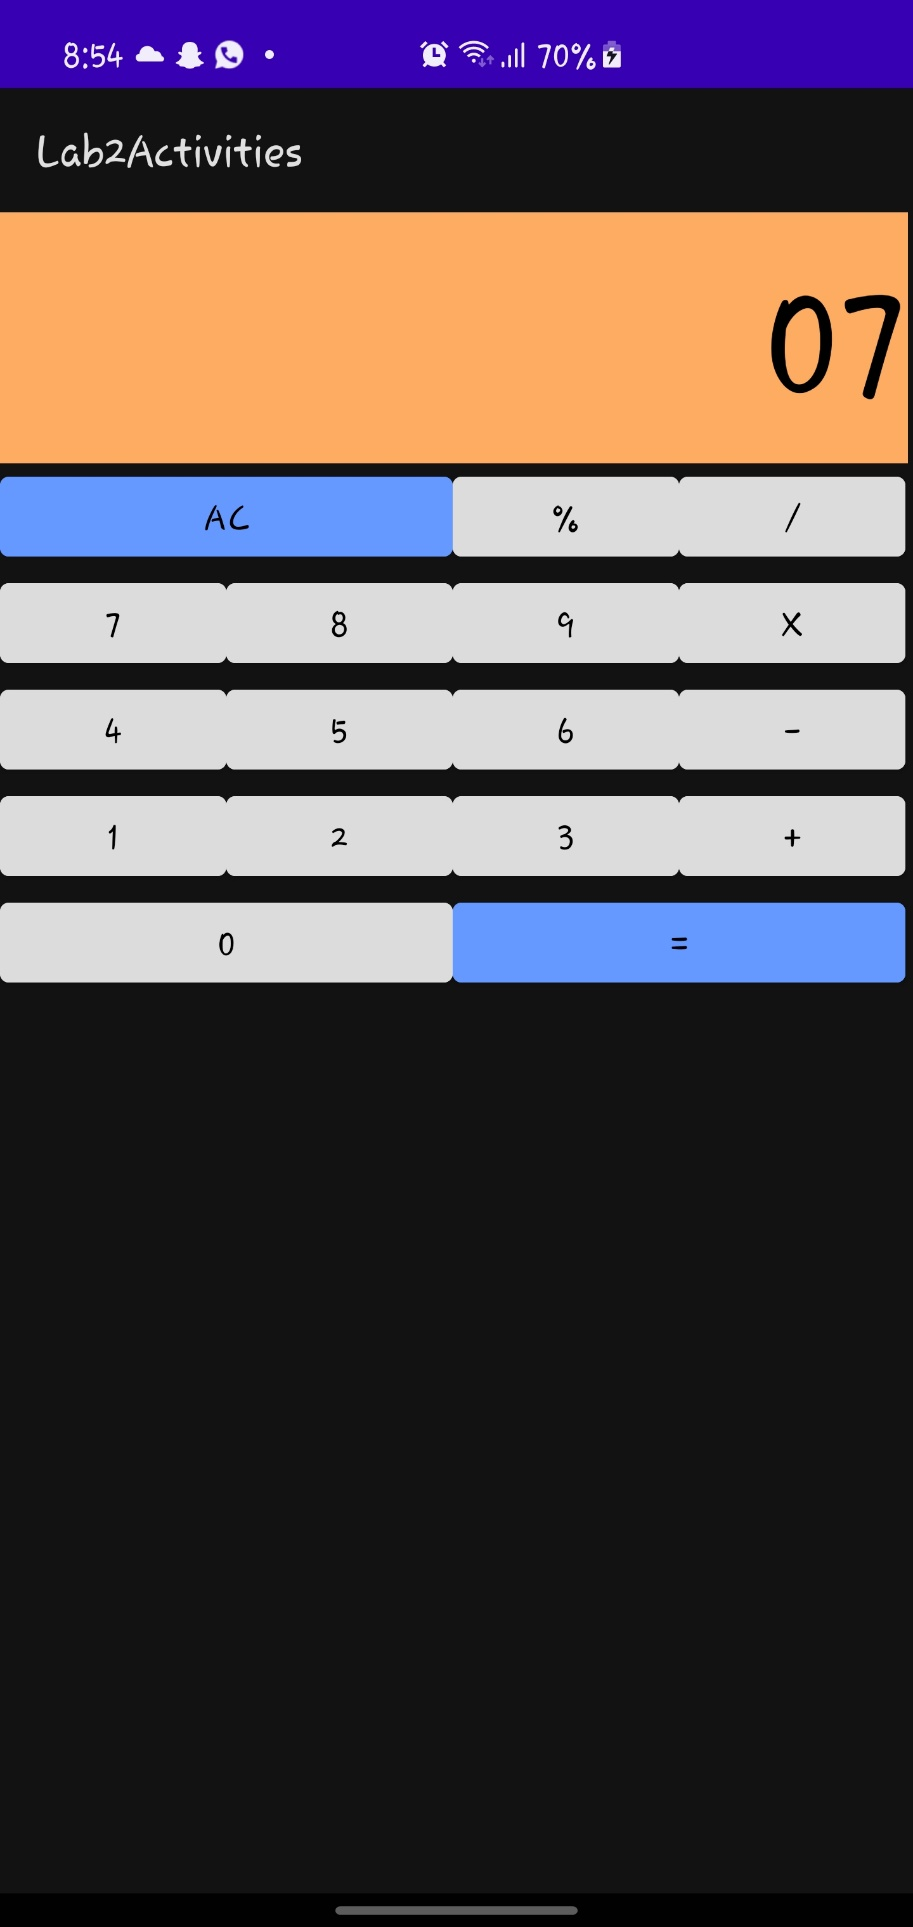 8:54 70%
Lab2Activities
07
AC % /
7 8 9 X
4 5 6 -
1 2 3 +
0 =